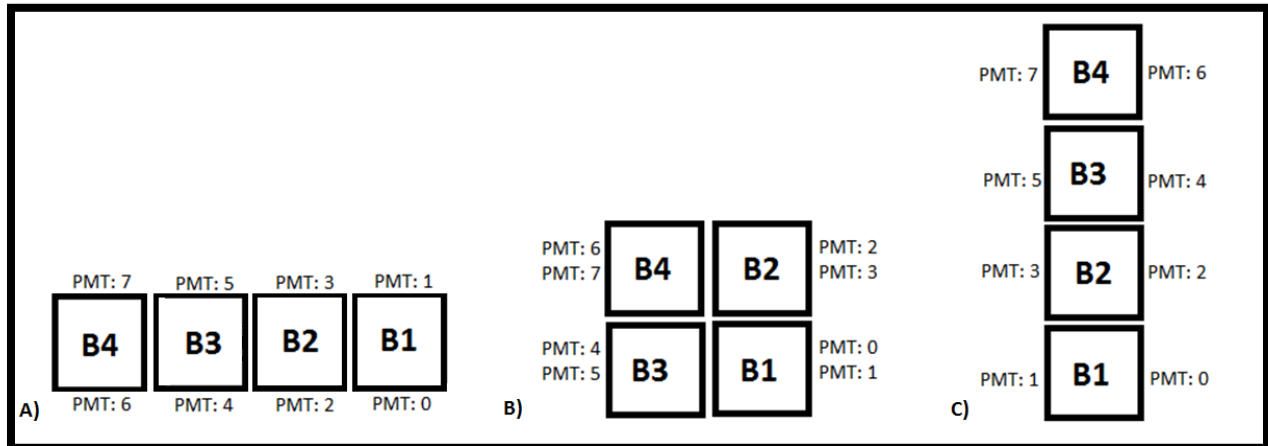 PMT: 7 PMT: 5 PMT: 3 PMT: 1
B4 B3 B2 B1
PMT: 6 PMT: 4 PMT: 2 PMT: 0
A)
PMT: 6 B4 B2 PMT: 2
PMT: 7 PMT: 3
PMT: 4 B3 B1 PMT: 0
PMT: 5 PMT: 1
B)
PMT: 7 B4 PMT: 6
PMT: 5 B3 PMT: 4
PMT: 3 B2 PMT: 2
PMT: 1 B1 PMT: 0
C)